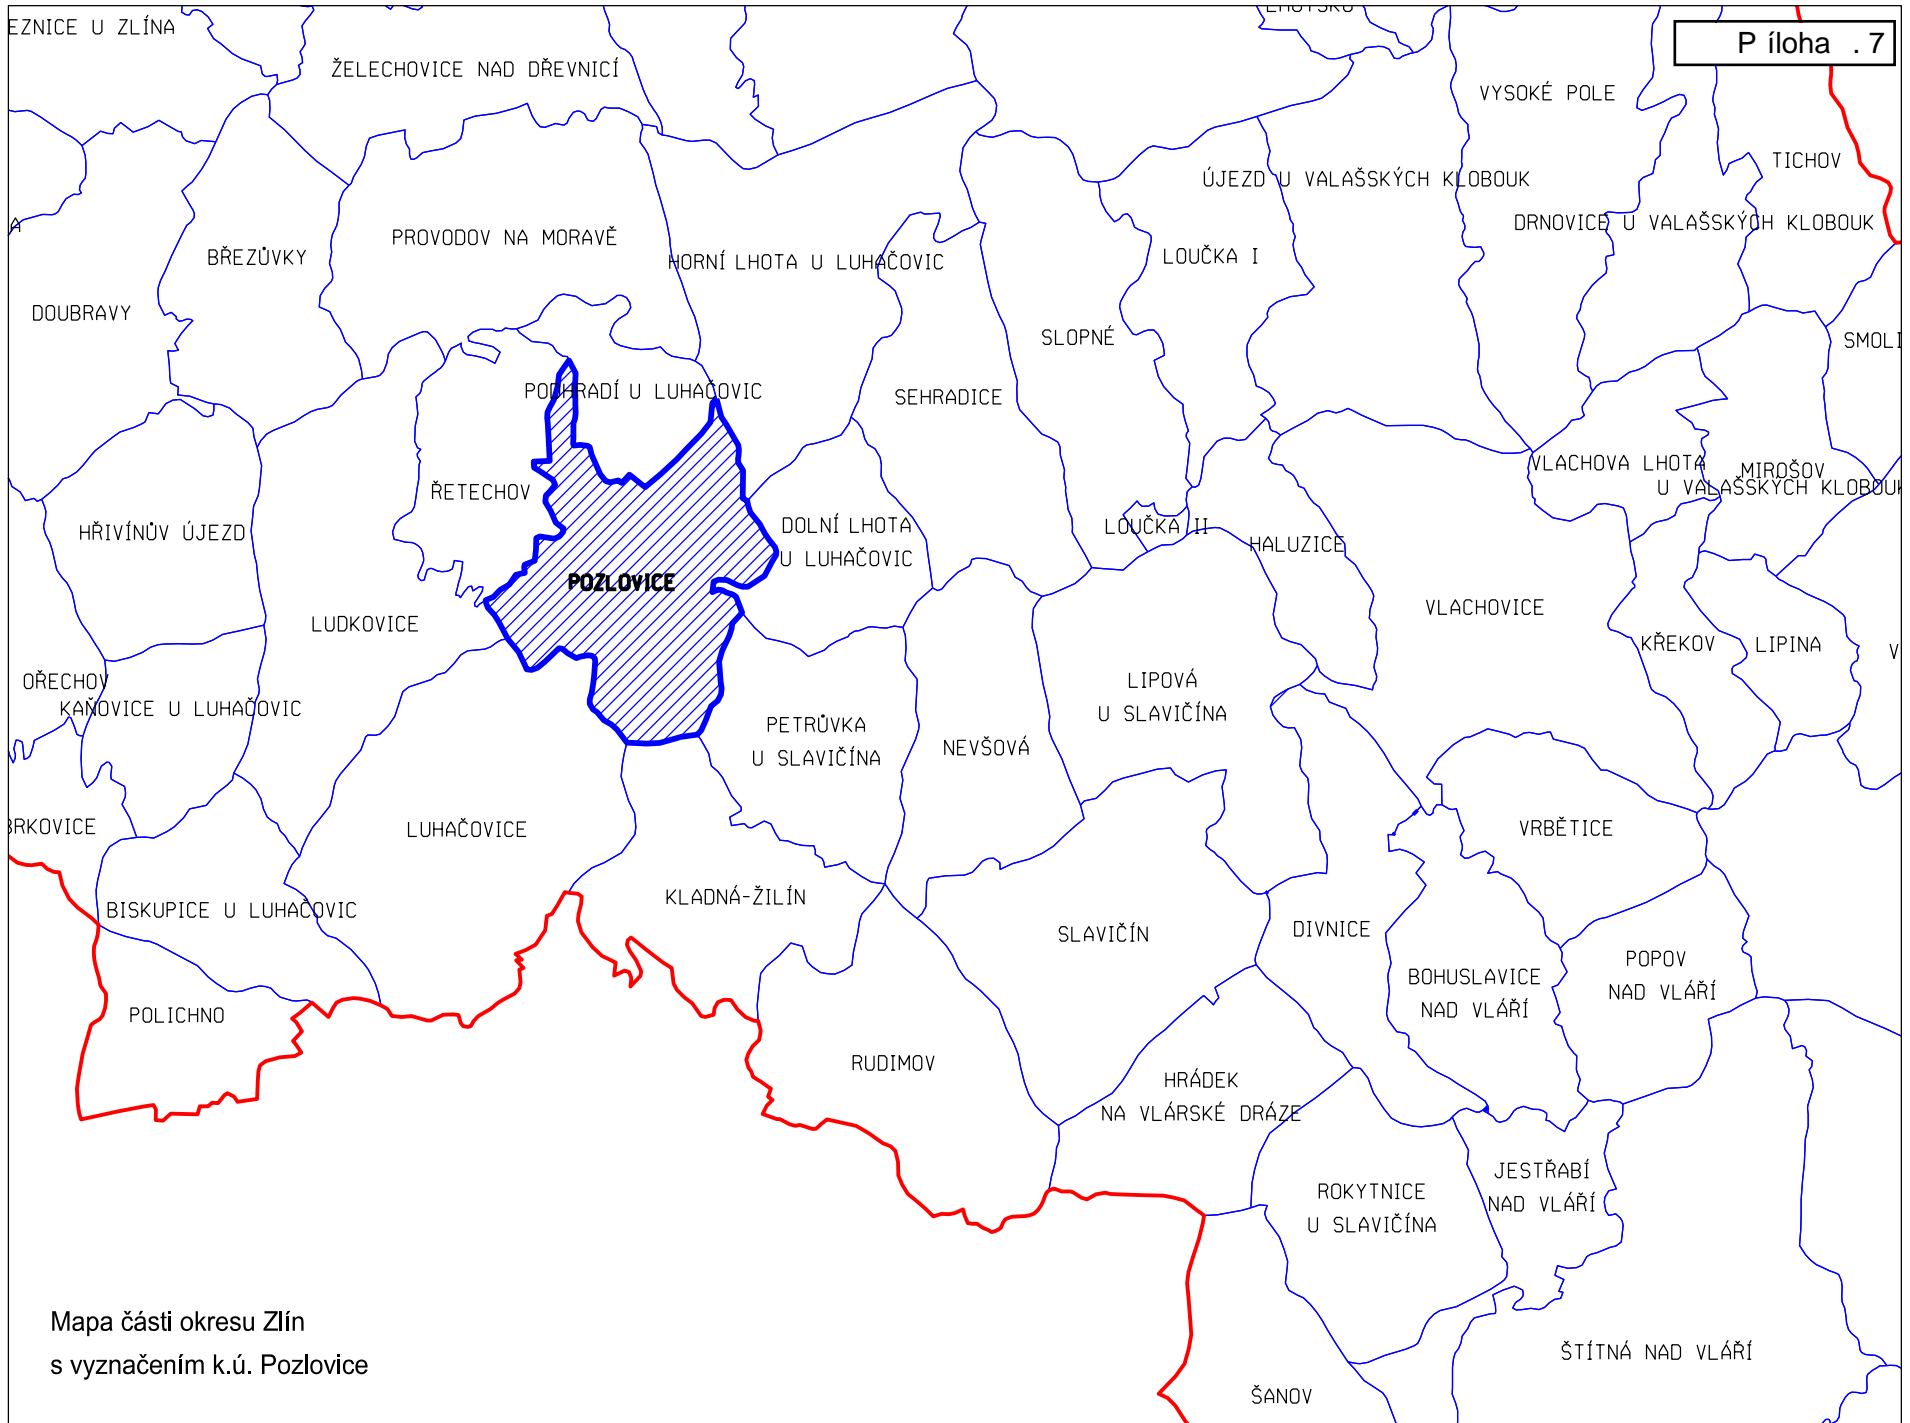 EZNICE U ZLÍNA
P íloha . 7
ŽELECHOVICE NAD DŘEVNICÍ
VYSOKÉ POLE
TICHOV
ÚJEZD U VALAŠSKÝCH KLOBOUK
DRNOVICE U VALAŠSKÝCH KLOBOUK
A
BŘEZŮVKY
PROVODOV NA MORAVĚ
HORNÍ LHOTA U LUHAČOVIC
LOUČKA I
DOUBRAVY
SLOPNÉ
SMOLI
PODHRADÍ U LUHAČOVIC
SEHRADICE
VLACHOVA LHOTA
MIROŠOV
U VALAŠSKÝCH KLOBOUK
ŘETECHOV
HŘIVÍNŮV ÚJEZD
DOLNÍ LHOTA
U LUHAČOVIC
LOUČKA II
HALUZICE
POZLOVICE
LUDKOVICE
VLACHOVICE
KŘEKOV
LIPINA
V
OŘECHOV
KAŇOVICE U LUHAČOVIC
LIPOVÁ
U SLAVIČÍNA
PETRŮVKA
U SLAVIČÍNA
NEVŠOVÁ
BRKOVICE
LUHAČOVICE
VRBĚTICE
BISKUPICE U LUHAČOVIC
KLADNÁ-ŽILÍN
SLAVIČÍN
DIVNICE
POPOV
NAD VLÁŘÍ
BOHUSLAVICE
NAD VLÁŘÍ
POLICHNO
RUDIMOV
HRÁDEK
NA VLÁRSKÉ DRÁZE
JESTŘABÍ
NAD VLÁŘÍ
ROKYTNICE
U SLAVIČÍNA
ŠTÍTNÁ NAD VLÁŘÍ
ŠANOV
Mapa části okresu Zlín
s vyznačením k.ú. Pozlovice